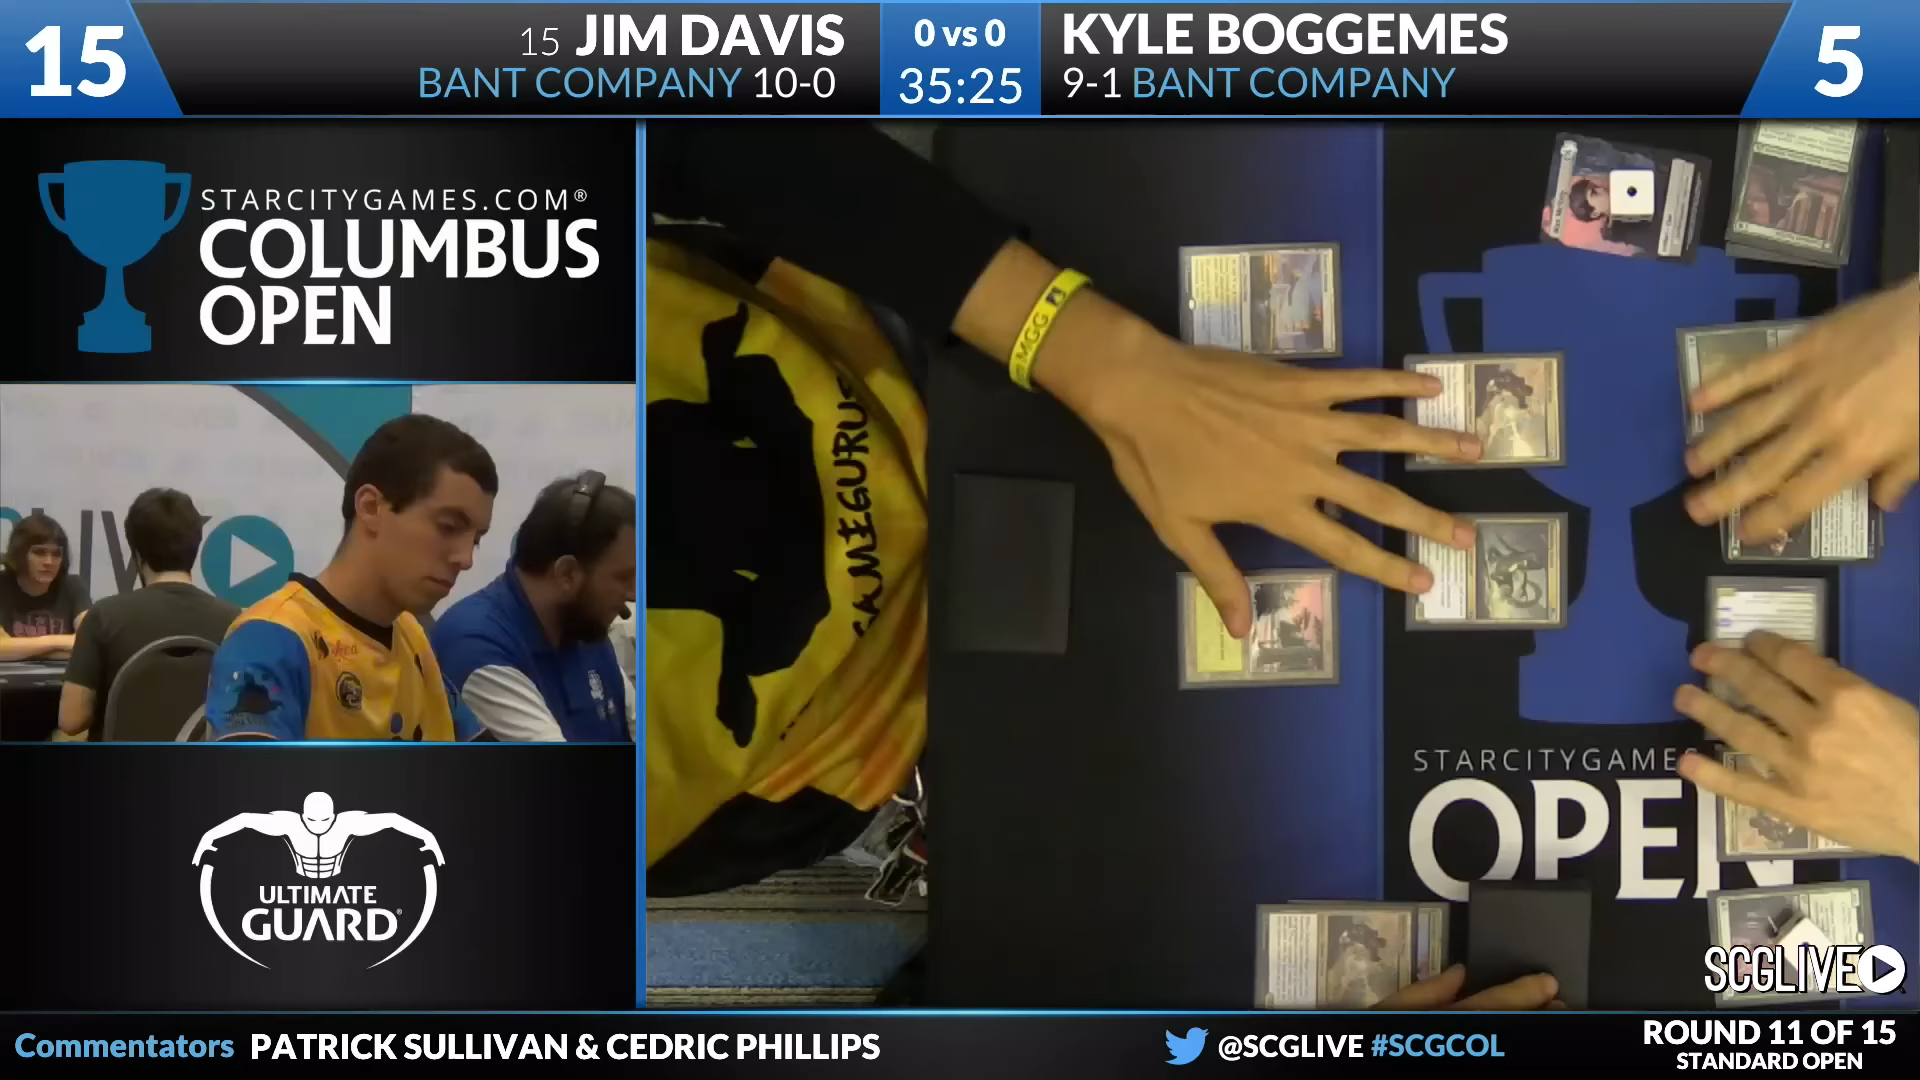 15
15 JIM DAVIS
BANT COMPANY 10-0
0 vs 0
35:25
KYLE BOGGEMES
9-1 BANT COMPANY
5
STARCITYGAMES.COM®
COLUMBUS
OPEN
ULTIMATE
GUARD®
MGG
GAMEGURUS
STARCITYGAMES
OPEN
SCGLIVE
Commentators PATRICK SULLIVAN & CEDRIC PHILLIPS
@SCGLIVE #SCGCOL
ROUND 11 OF 15
STANDARD OPEN